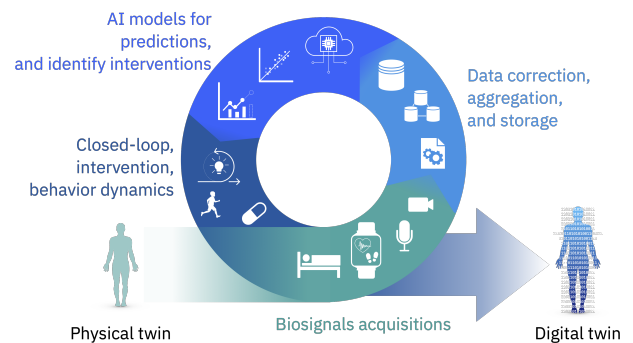 AI models for
predictions,
and identify interventions
Data correction,
aggregation,
and storage
Closed-loop,
intervention,
behavior dynamics
Physical twin
Biosignals acquisitions
Digital twin